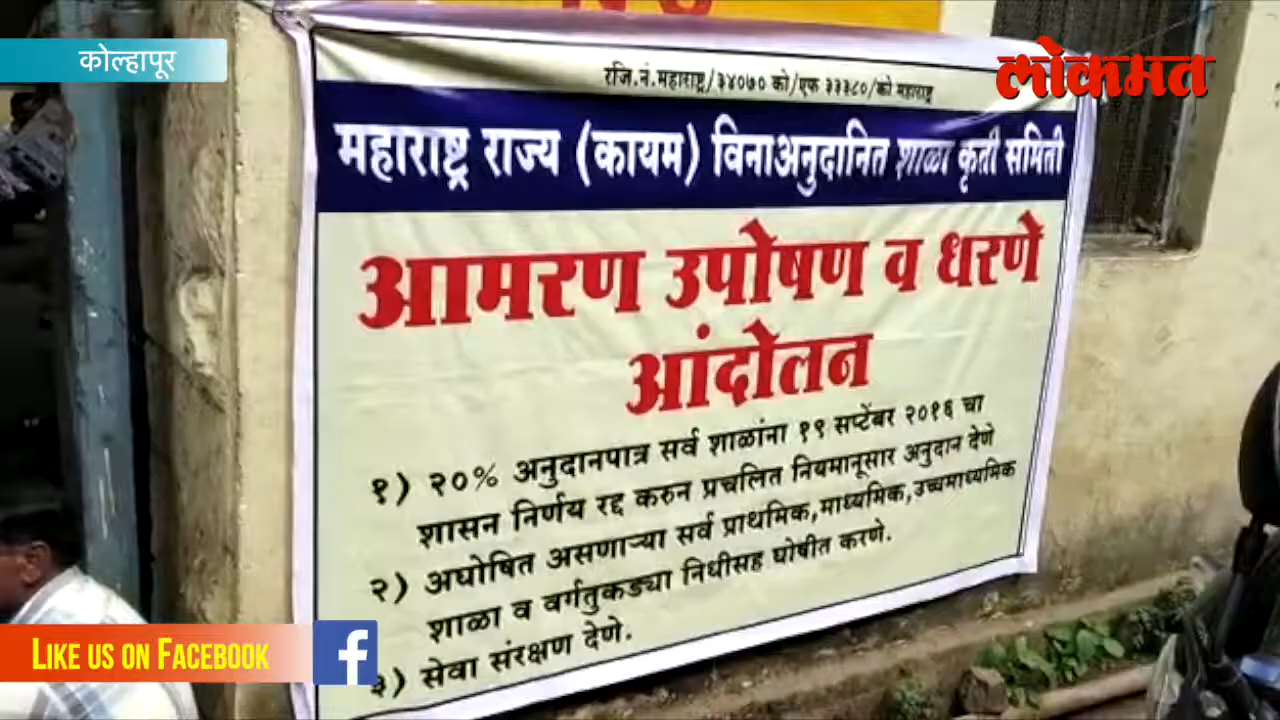 कोल्हापूर
लोकमत
रजि.नं.महाराष्ट्र/३४०७० को/एफ ३३३८०/को महाराष्ट्र
महाराष्ट्र राज्य (कायम) विनाअनुदानित शाळा कृती समिती
आमरण उपोषण व धरणे
आंदोलन
१) २०% अनुदानपात्र सर्व शाळांना १९ सप्टेंबर २०१६ चा
शासन निर्णय रद्द करुन प्रचलित नियमानूसार अनुदान देणे
२) अघोषित असणाऱ्या सर्व प्राथमिक,माध्यमिक,उच्चमाध्यमिक
शाळा व वर्गतुकड्या निधीसह घोषीत करणे.
३) सेवा संरक्षण देणे.
LIKE US ON FACEBOOK
f